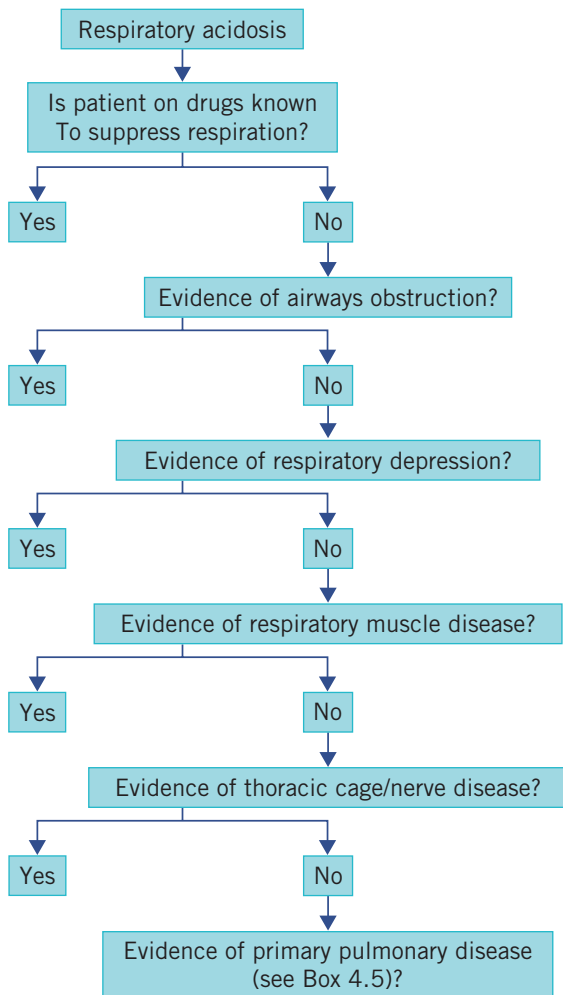 Respiratory acidosis
Is patient on drugs known
To suppress respiration?
Yes
No
Evidence of airways obstruction?
Yes
No
Evidence of respiratory depression?
Yes
No
Evidence of respiratory muscle disease?
Yes
No
Evidence of thoracic cage/nerve disease?
Yes
No
Evidence of primary pulmonary disease
(see Box 4.5)?